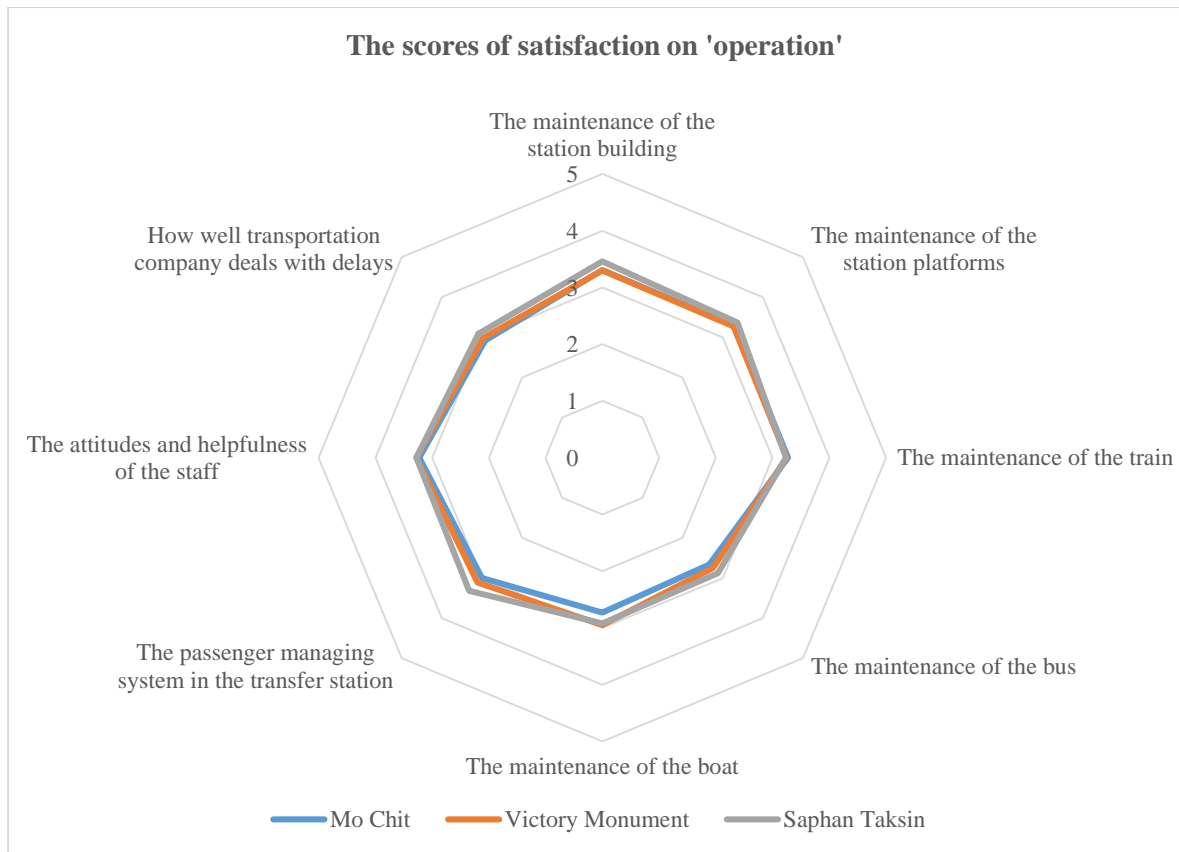 The scores of satisfaction on 'operation'
The maintenance of the
station building
5
How well transportation
company deals with delays
The maintenance of the
station platforms
4
3
2
1
The attitudes and helpfulness
of the staff
0
The maintenance of the train
The passenger managing
system in the transfer station
The maintenance of the bus
The maintenance of the boat
Mo Chit
Victory Monument
Saphan Taksin